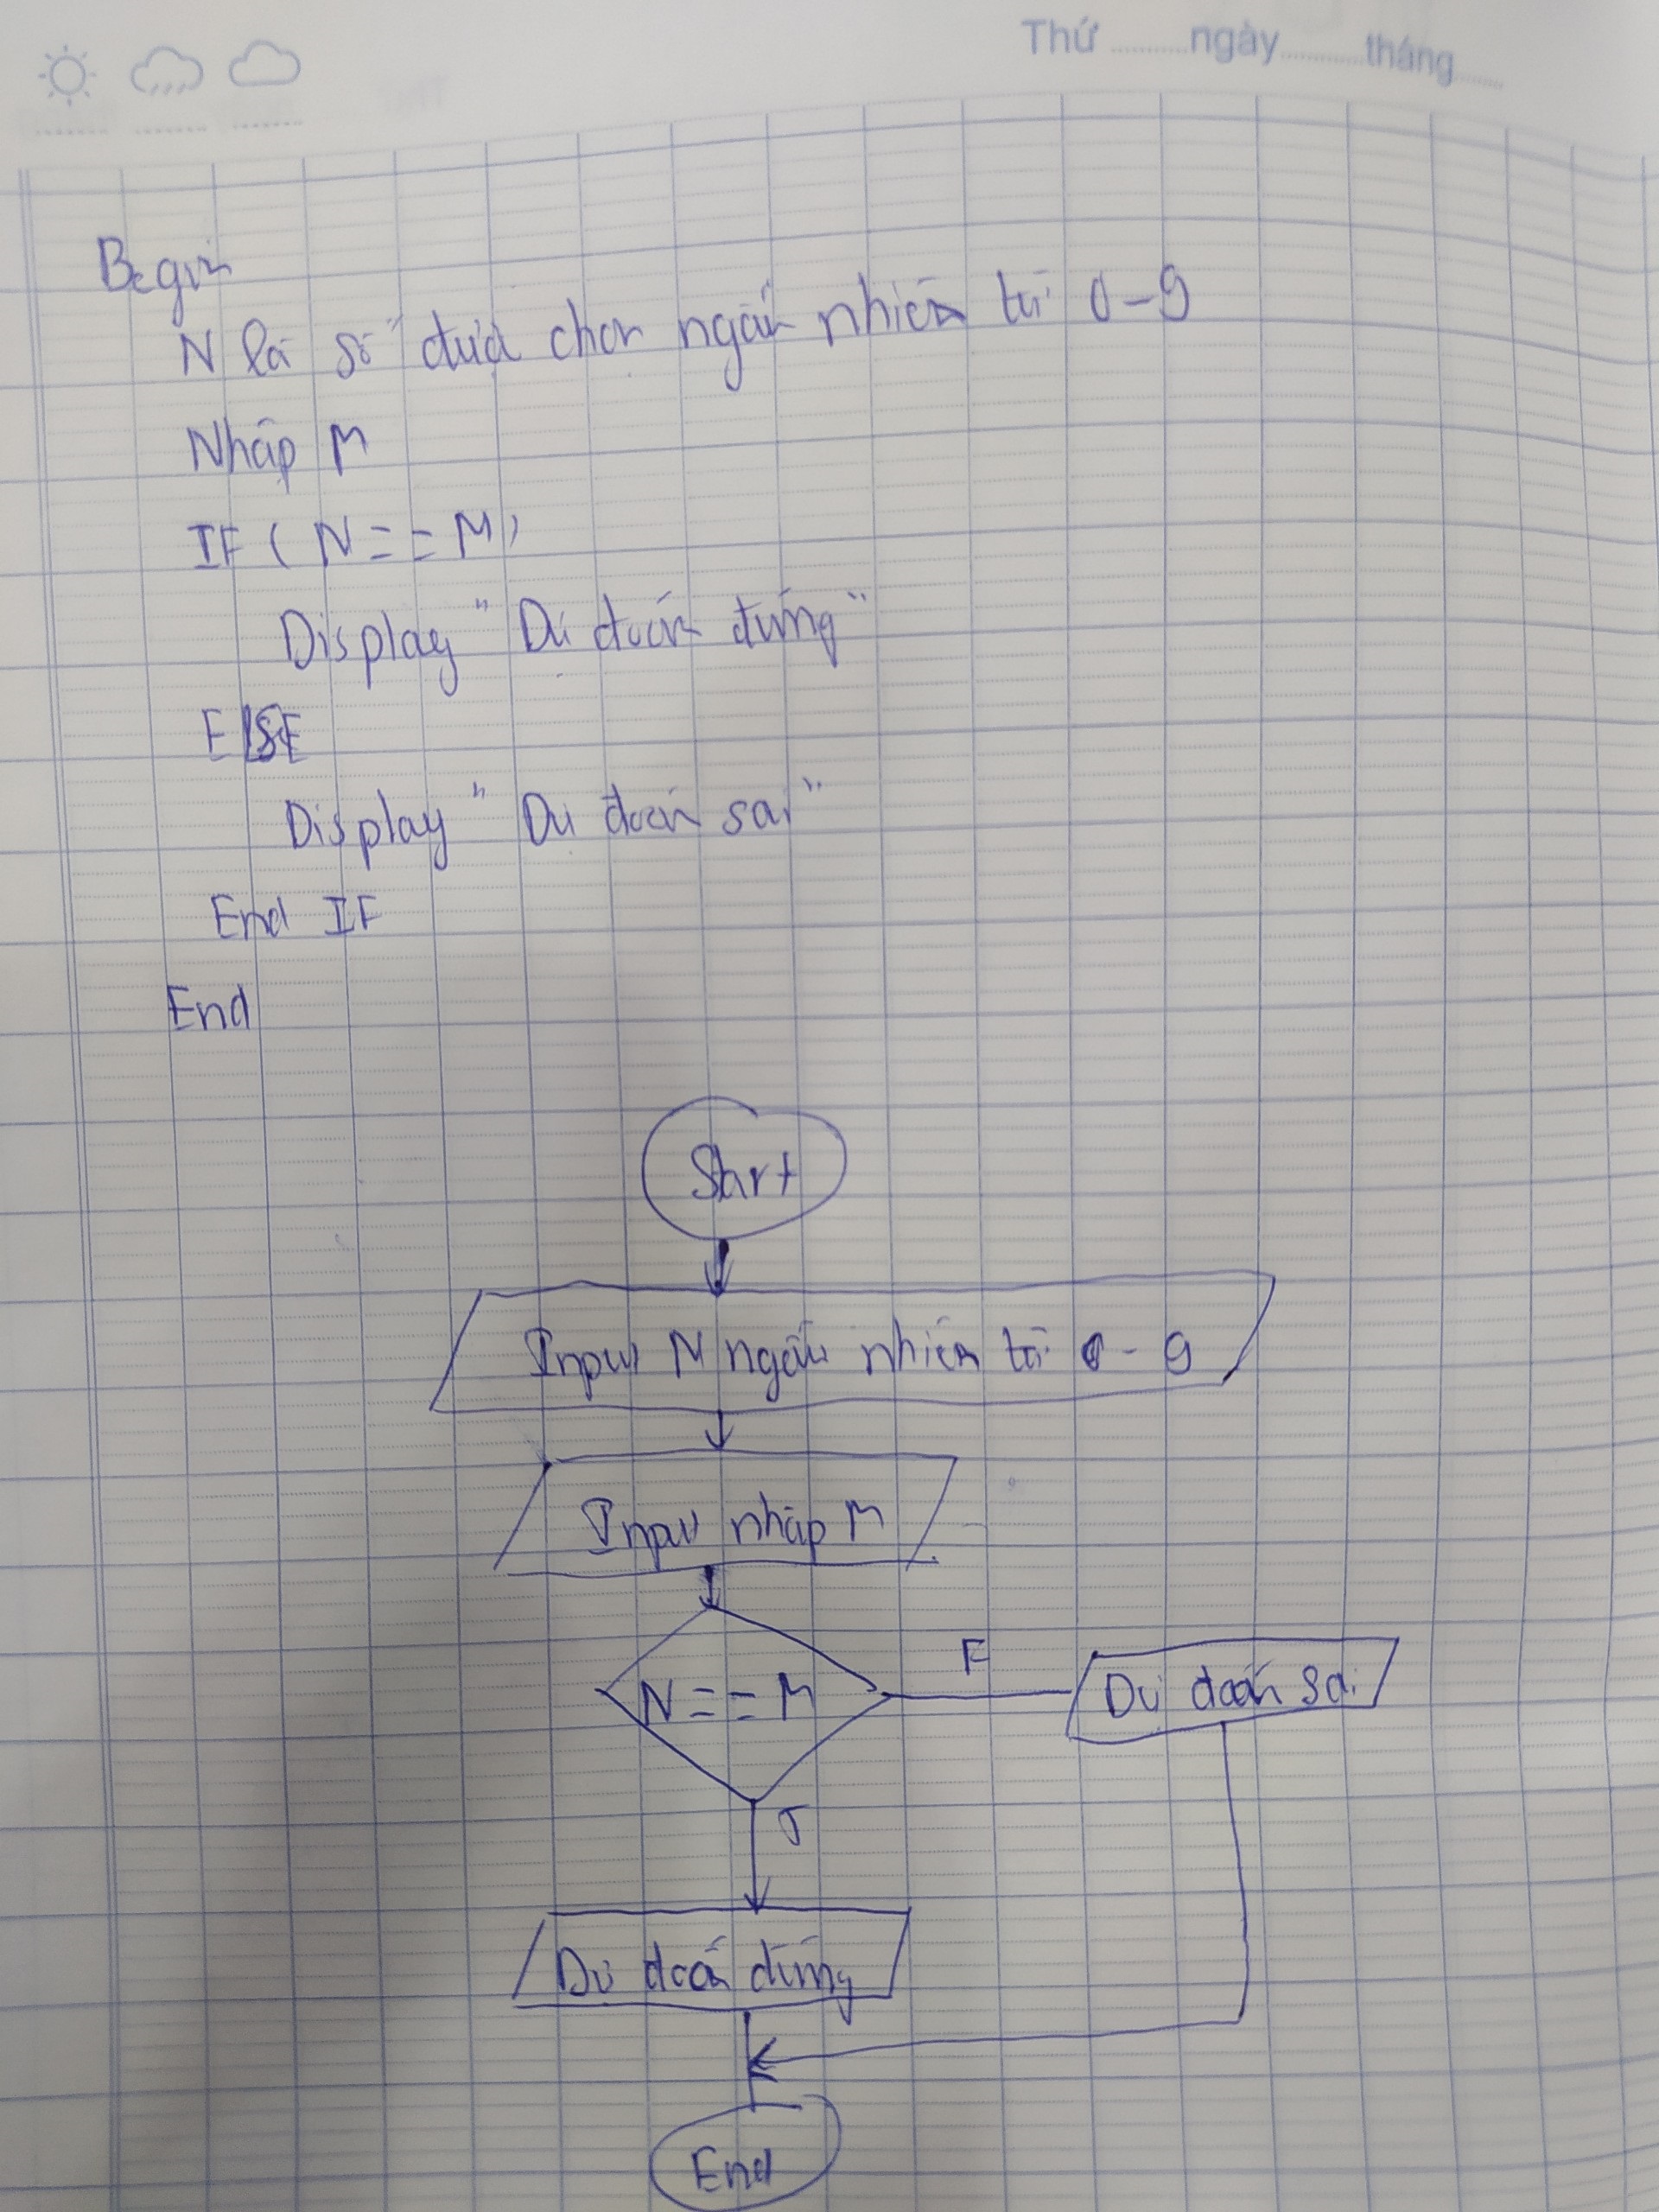 Thứ ngày tháng
Begin
N là số được chọn ngẫu nhiên từ 0-9
Nhập M
IF ( N == M )
Display "Dự đoán đúng"
ELSE
Display "Dự đoán sai"
End IF
End
Start
Input N ngẫu nhiên từ 0 - 9
Input nhập M
N == M
F
Dự đoán sai
T
Dự đoán đúng
End